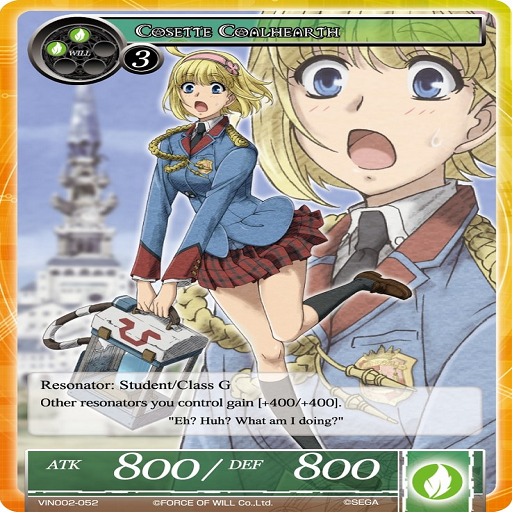 Cosette Coalhearth
WILL
3
Resonator: Student/Class G
Other resonators you control gain [+400/+400].
"Eh? Huh? What am I doing?"
ATK 800/ DEF 800
VIN002-052 ©FORCE OF WILL Co.,Ltd. ©SEGA